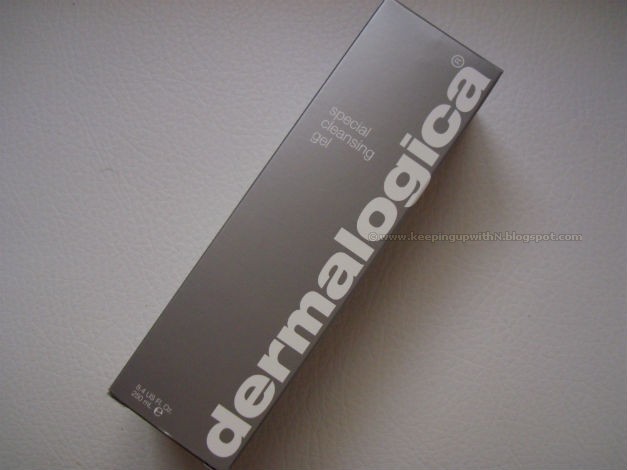 special
cleansing
gel
dermalogica®
8.4 US Fl. Oz.
250 mL ℮
©www.keepingupwithN.blogspot.com